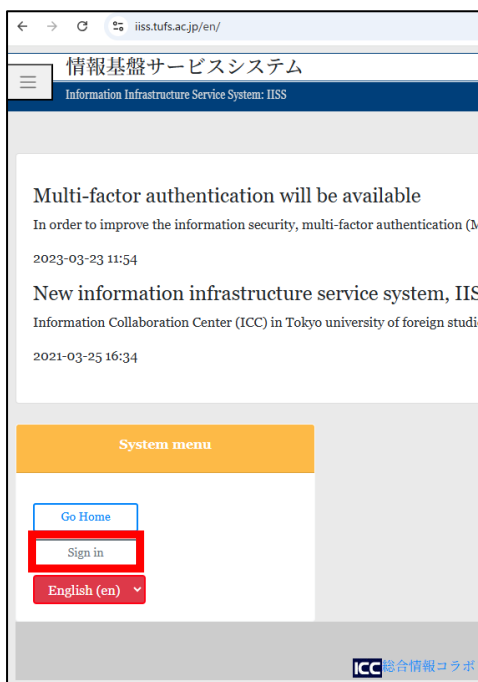 iiss.tufs.ac.jp/en/
情報基盤サービスシステム
Information Infrastructure Service System: IISS
Multi-factor authentication will be available
In order to improve the information security, multi-factor authentication (M
2023-03-23 11:54
New information infrastructure service system, IIS
Information Collaboration Center (ICC) in Tokyo university of foreign studi
2021-03-25 16:34
System menu
Go Home
Sign in
English (en)
ICC総合情報コラボ